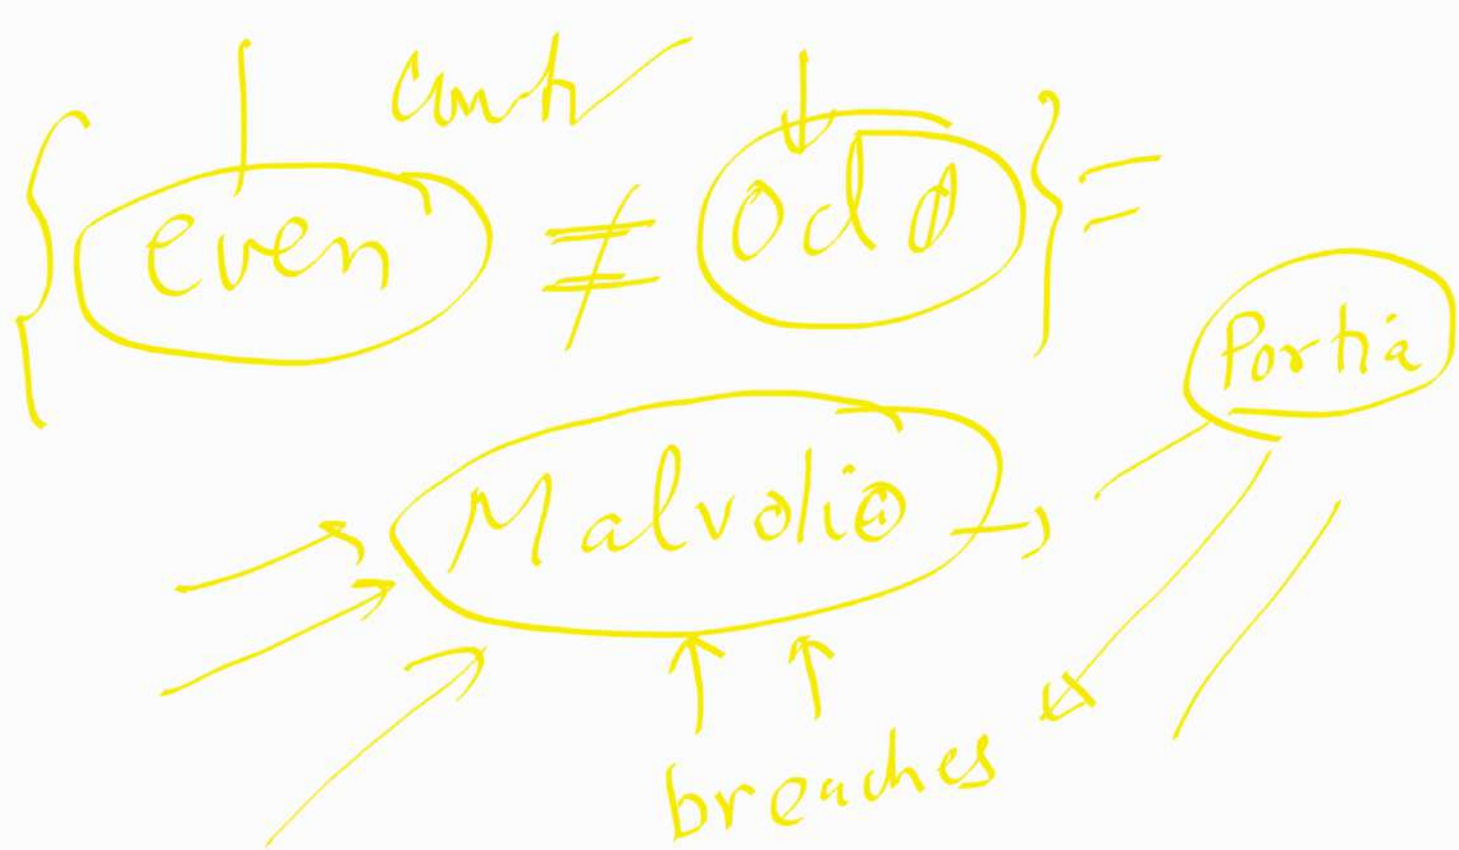 { even ≠ odd } =
Portia
Malvolio
breaches